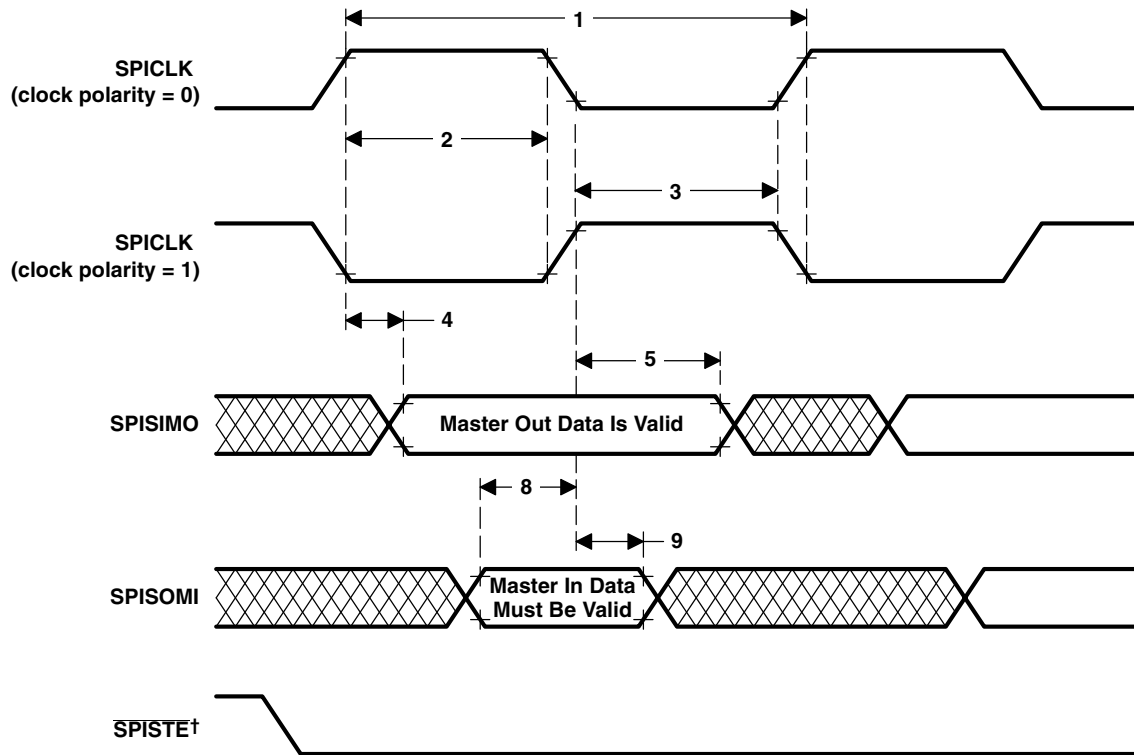 1
SPICLK
(clock polarity = 0)
2
3
SPICLK
(clock polarity = 1)
4
5
SPISIMO
Master Out Data Is Valid
8
9
SPISOMI
Master In Data
Must Be Valid
SPISTE†